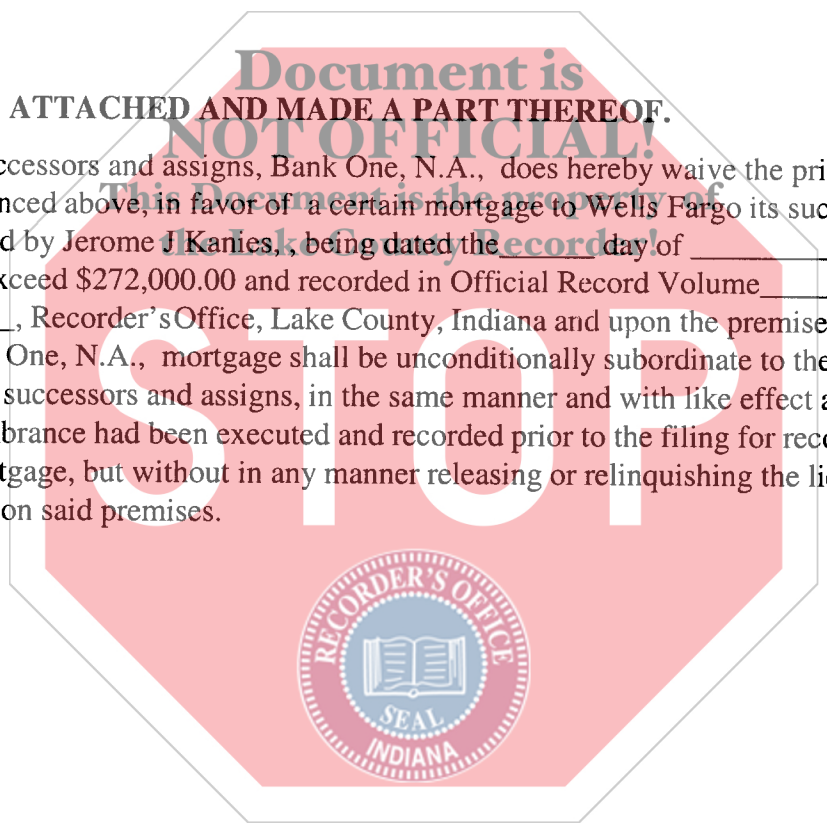 Document is
ATTACHED AND MADE A PART THEREOF.
NOT OFFICIAL!
ccessors and assigns, Bank One, N.A., does hereby waive the pri
This Document is the property of
nced above, in favor of a certain mortgage to Wells Fargo its suc
the Lake County Recorder!
d by Jerome J Kanies, , being dated the______ day of __________
xceed $272,000.00 and recorded in Official Record Volume_____
_, Recorder's Office, Lake County, Indiana and upon the premise
One, N.A., mortgage shall be unconditionally subordinate to the
successors and assigns, in the same manner and with like effect a
brance had been executed and recorded prior to the filing for reco
tgage, but without in any manner releasing or relinquishing the lie
on said premises.
STOP
RECORDER'S OFFICE
SEAL
INDIANA